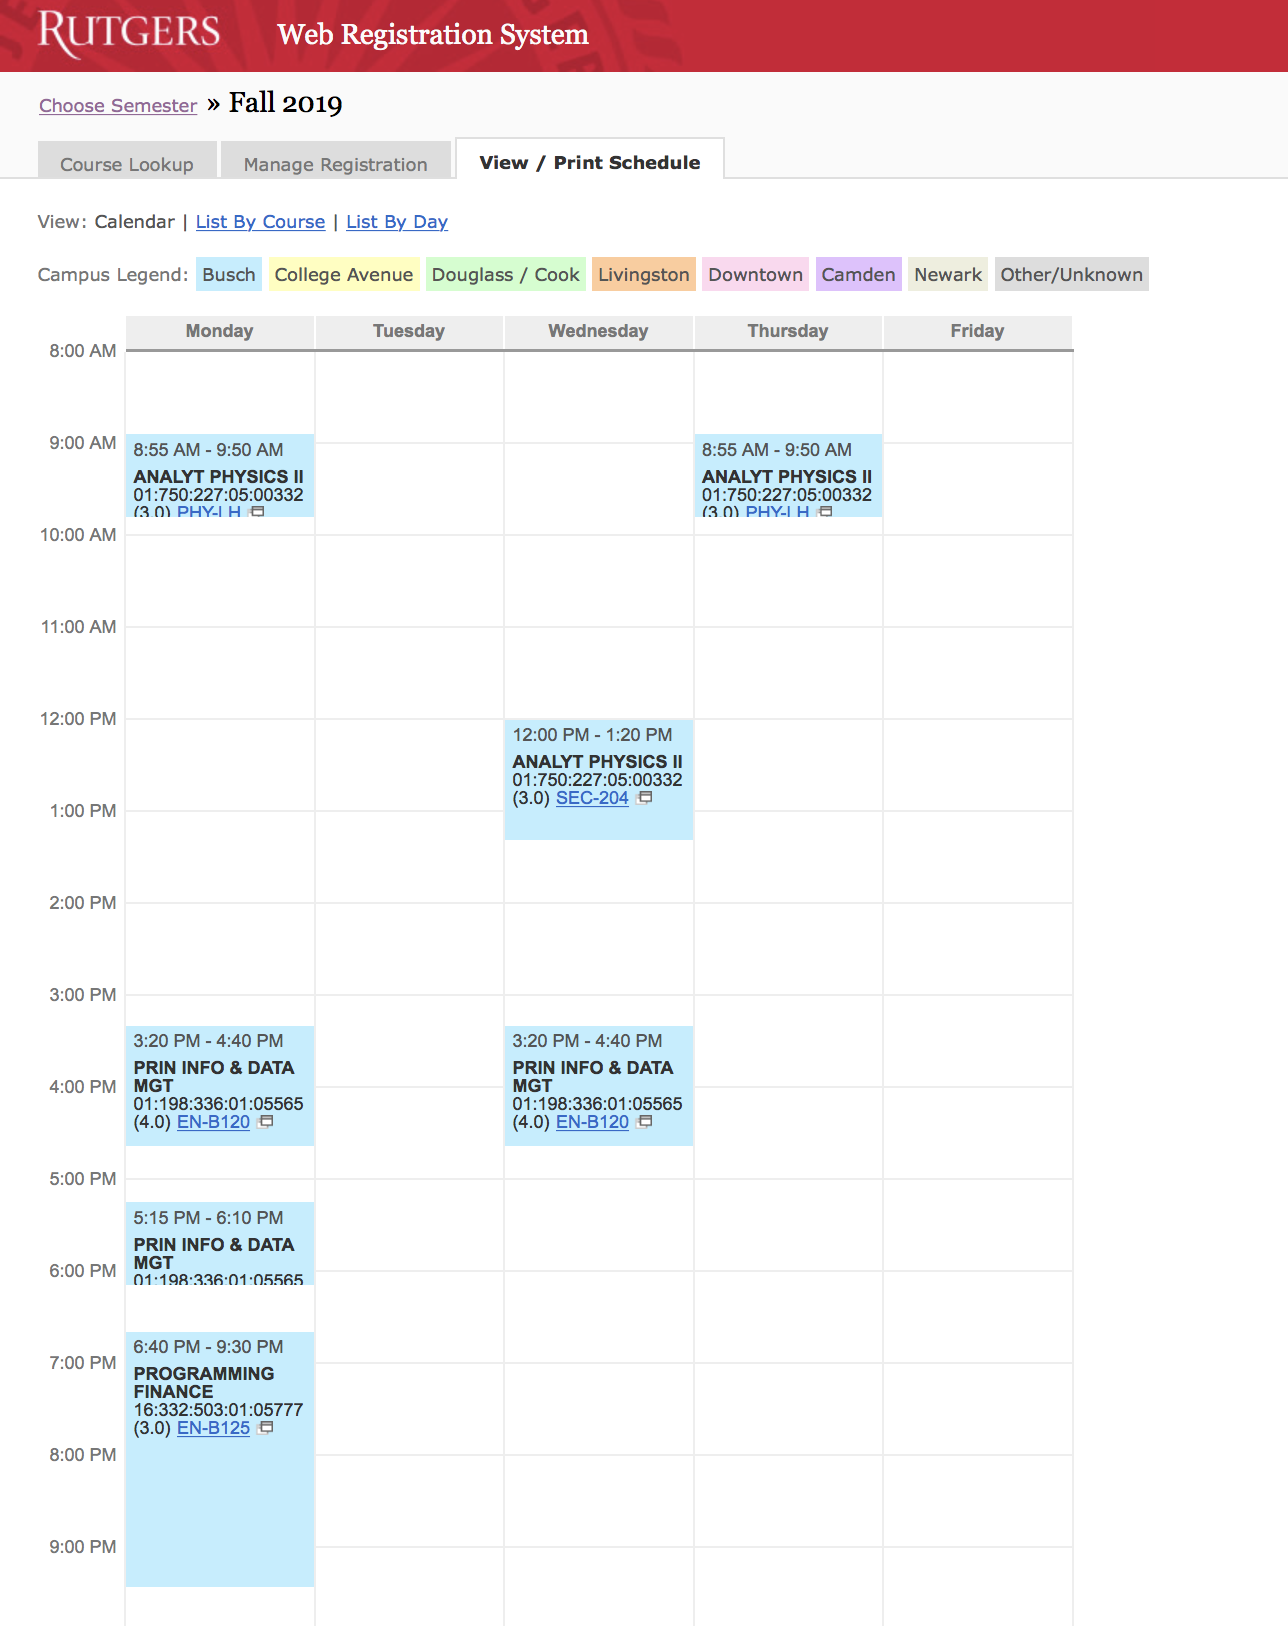 RUTGERS Web Registration System
Choose Semester » Fall 2019
Course Lookup Manage Registration View / Print Schedule
View: Calendar | List By Course | List By Day
Campus Legend: Busch College Avenue Douglass / Cook Livingston Downtown Camden Newark Other/Unknown
Monday Tuesday Wednesday Thursday Friday
8:00 AM
9:00 AM
8:55 AM - 9:50 AM
ANALYT PHYSICS II
01:750:227:05:00332
(3.0) PHY-LH
8:55 AM - 9:50 AM
ANALYT PHYSICS II
01:750:227:05:00332
(3.0) PHY-LH
10:00 AM
11:00 AM
12:00 PM
12:00 PM - 1:20 PM
ANALYT PHYSICS II
01:750:227:05:00332
(3.0) SEC-204
1:00 PM
2:00 PM
3:00 PM
3:20 PM - 4:40 PM
PRIN INFO & DATA
MGT
01:198:336:01:05565
(4.0) EN-B120
3:20 PM - 4:40 PM
PRIN INFO & DATA
MGT
01:198:336:01:05565
(4.0) EN-B120
4:00 PM
5:00 PM
5:15 PM - 6:10 PM
PRIN INFO & DATA
MGT
01:198:336:01:05565
6:00 PM
6:40 PM - 9:30 PM
PROGRAMMING
FINANCE
16:332:503:01:05777
(3.0) EN-B125
7:00 PM
8:00 PM
9:00 PM